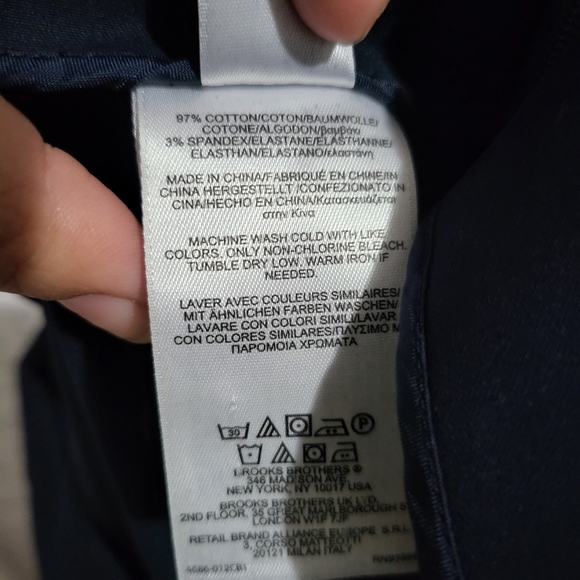 97% COTTON/COTON/BAUMWOLLE/
COTONE/ALGODON/βαμβάκι
3% SPANDEX/ELASTANE/ELASTHANNE/
ELASTHAN/ELASTANO/ελαστάνη
MADE IN CHINA/FABRIQUÉ EN CHINE/IN
CHINA HERGESTELLT /CONFEZIONATO IN
CINA/HECHO EN CHINA/Κατασκευάζεται
στην Κίνα
MACHINE WASH COLD WITH LIKE
COLORS, ONLY NON-CHLORINE BLEACH.
TUMBLE DRY LOW. WARM IRON IF
NEEDED.
LAVER AVEC COULEURS SIMILAIRES/
MIT ÄHNLICHEN FARBEN WASCHEN/
LAVARE CON COLORI SIMILI/LAVAR
CON COLORES SIMILARES/ΠΛΥΣΙΜΟ Μ
ΠΑΡΟΜΟΙΑ ΧΡΩΜΑΤΑ
30 P
BROOKS BROTHERS ®
346 MADISON AVE.
NEW YORK, NY 10017 USA
BROOKS BROTHERS UK LTD.
2ND FLOOR, 35 GREAT MARLBOROUGH S
LONDON W1F 7JF
RETAIL BRAND ALLIANCE EUROPE S.R.L
3, CORSO MATTEOTTI
20121 MILAN ITALY